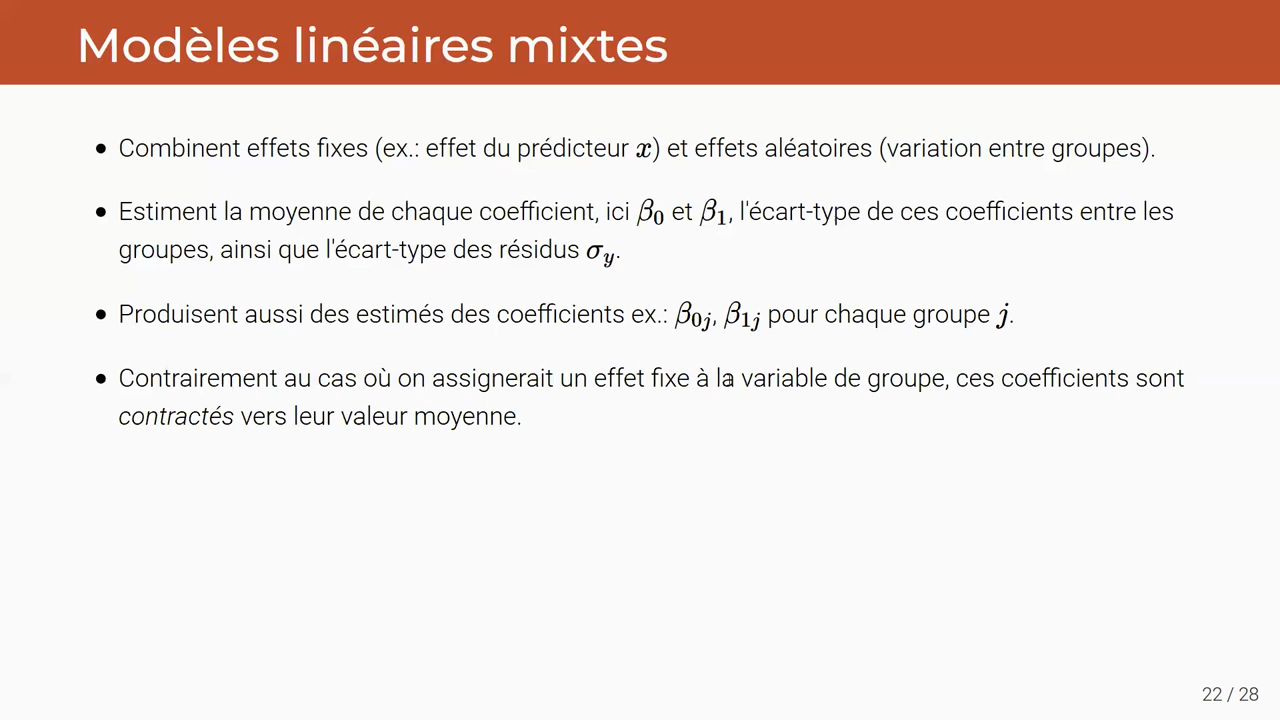 Modèles linéaires mixtes
• Combinent effets fixes (ex.: effet du prédicteur x) et effets aléatoires (variation entre groupes).
• Estiment la moyenne de chaque coefficient, ici β₀ et β₁, l'écart-type de ces coefficients entre les
groupes, ainsi que l'écart-type des résidus σ_y.
• Produisent aussi des estimés des coefficients ex.: β₀ⱼ, β₁ⱼ pour chaque groupe j.
• Contrairement au cas où on assignerait un effet fixe à la variable de groupe, ces coefficients sont
contractés vers leur valeur moyenne.
22 / 28